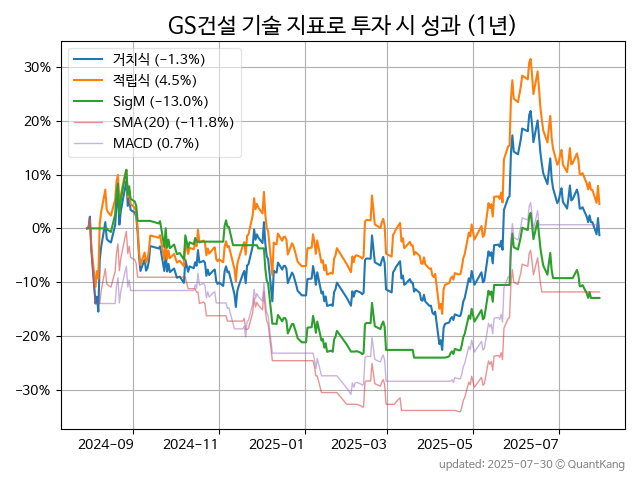 GS건설 기술 지표로 투자 시 성과 (1년)
거치식 (−1.3%)
적립식 (4.5%)
SigM (−13.0%)
SMA(20) (−11.8%)
MACD (0.7%)
30%
20%
10%
0%
−10%
−20%
−30%
2024-09 2024-11 2025-01 2025-03 2025-05 2025-07
updated: 2025-07-30 © QuantKang